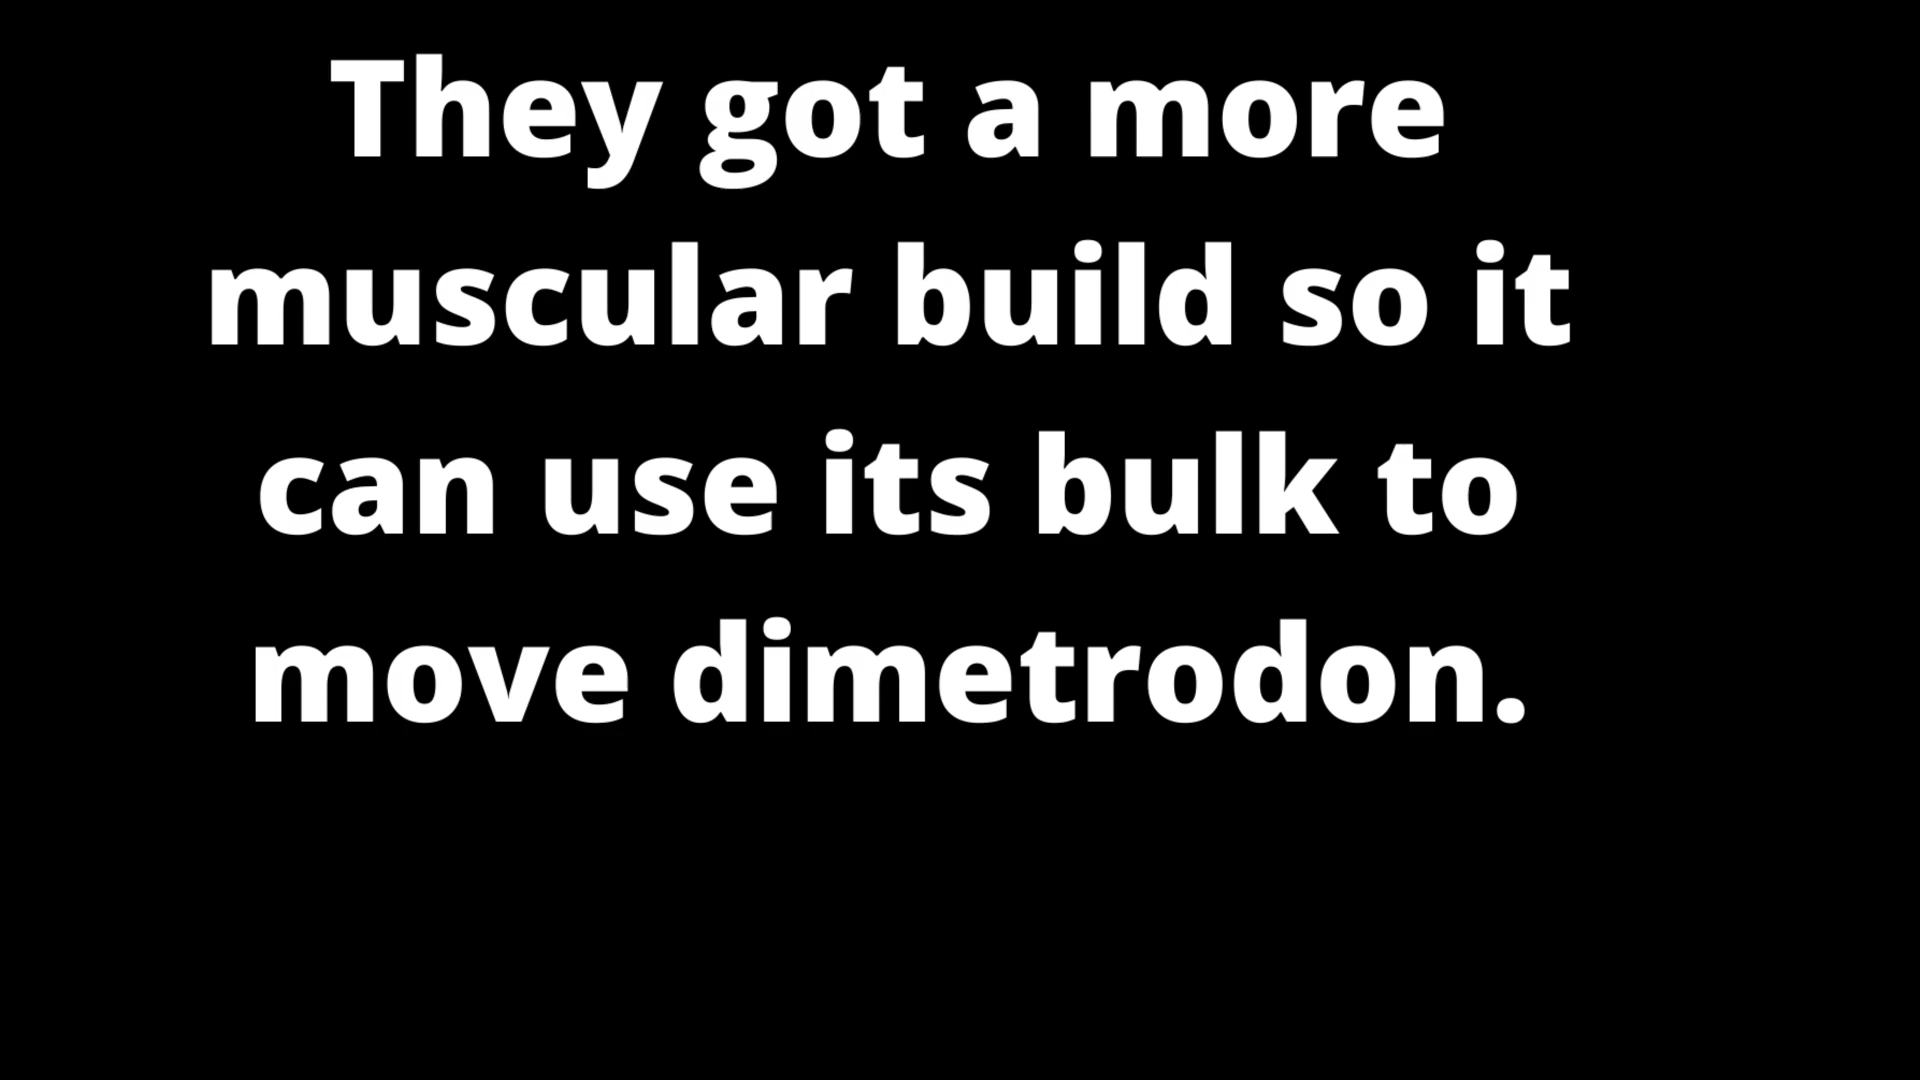 They got a more
muscular build so it
can use its bulk to
move dimetrodon.